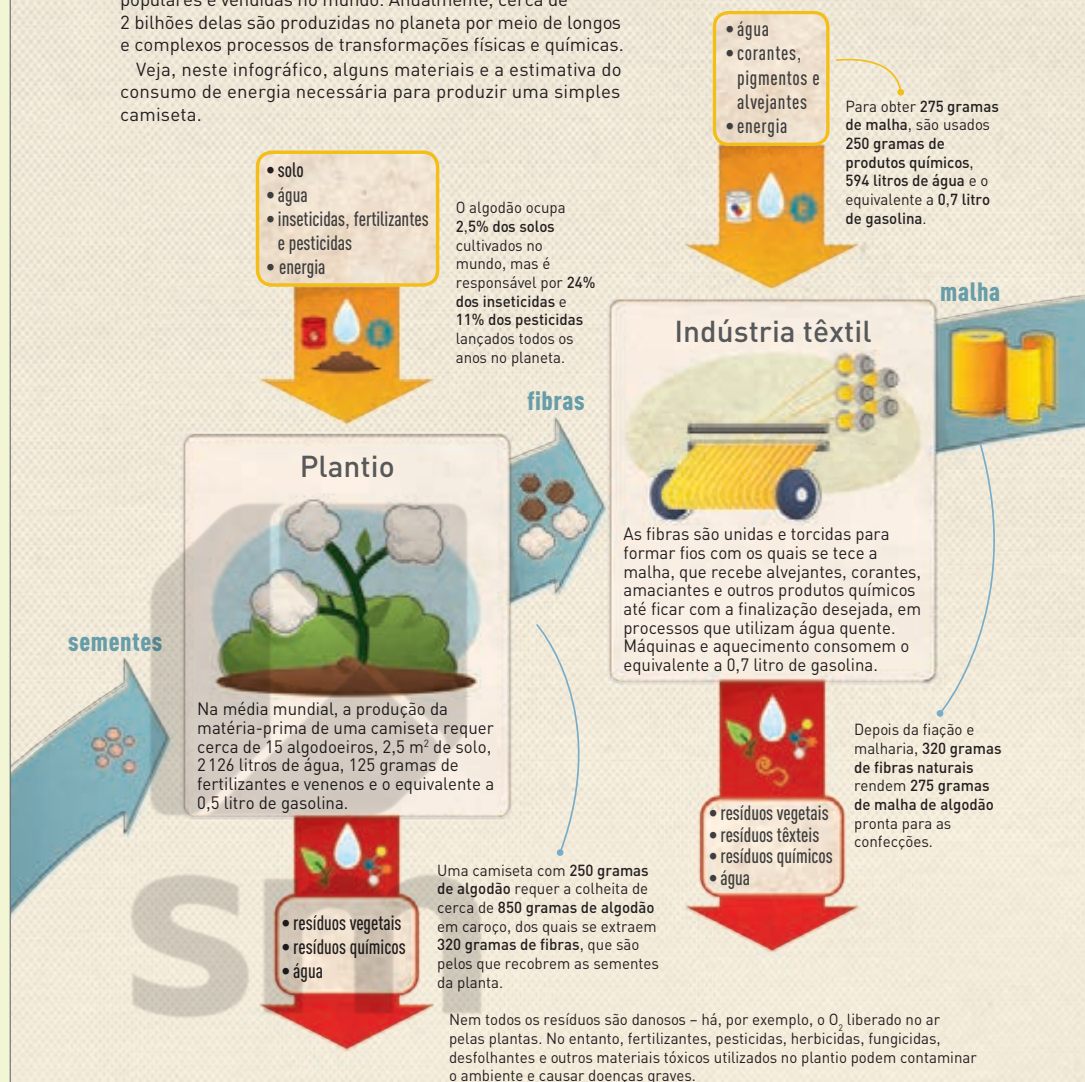 populares e vendidas no mundo. Anualmente, cerca de
2 bilhões delas são produzidas no planeta por meio de longos
e complexos processos de transformações físicas e químicas.
Veja, neste infográfico, alguns materiais e a estimativa do
consumo de energia necessária para produzir uma simples
camiseta.
• solo
• água
• inseticidas, fertilizantes
e pesticidas
• energia
O algodão ocupa
2,5% dos solos
cultivados no
mundo, mas é
responsável por 24%
dos inseticidas e
11% dos pesticidas
lançados todos os
anos no planeta.
• água
• corantes,
pigmentos e
alvejantes
• energia
Para obter 275 gramas
de malha, são usados
250 gramas de
produtos químicos,
594 litros de água e o
equivalente a 0,7 litro
de gasolina.
sementes
Plantio
Na média mundial, a produção da
matéria-prima de uma camiseta requer
cerca de 15 algodoeiros, 2,5 m² de solo,
2 126 litros de água, 125 gramas de
fertilizantes e venenos e o equivalente a
0,5 litro de gasolina.
fibras
Indústria têxtil
As fibras são unidas e torcidas para
formar fios com os quais se tece a
malha, que recebe alvejantes, corantes,
amaciantes e outros produtos químicos
até ficar com a finalização desejada, em
processos que utilizam água quente.
Máquinas e aquecimento consomem o
equivalente a 0,7 litro de gasolina.
malha
• resíduos vegetais
• resíduos químicos
• água
Uma camiseta com 250 gramas
de algodão requer a colheita de
cerca de 850 gramas de algodão
em caroço, dos quais se extraem
320 gramas de fibras, que são
pelos que recobrem as sementes
da planta.
• resíduos vegetais
• resíduos têxteis
• resíduos químicos
• água
Depois da fiação e
malharia, 320 gramas
de fibras naturais
rendem 275 gramas
de malha de algodão
pronta para as
confecções.
Nem todos os resíduos são danosos – há, por exemplo, o O₂ liberado no ar
pelas plantas. No entanto, fertilizantes, pesticidas, herbicidas, fungicidas,
desfolhantes e outros materiais tóxicos utilizados no plantio podem contaminar
o ambiente e causar doenças graves.
sm